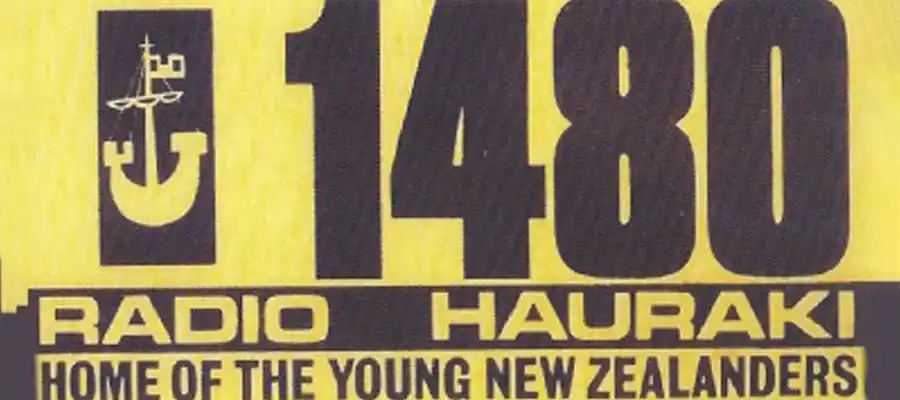 1480
RADIO HAURAKI
HOME OF THE YOUNG NEW ZEALANDERS